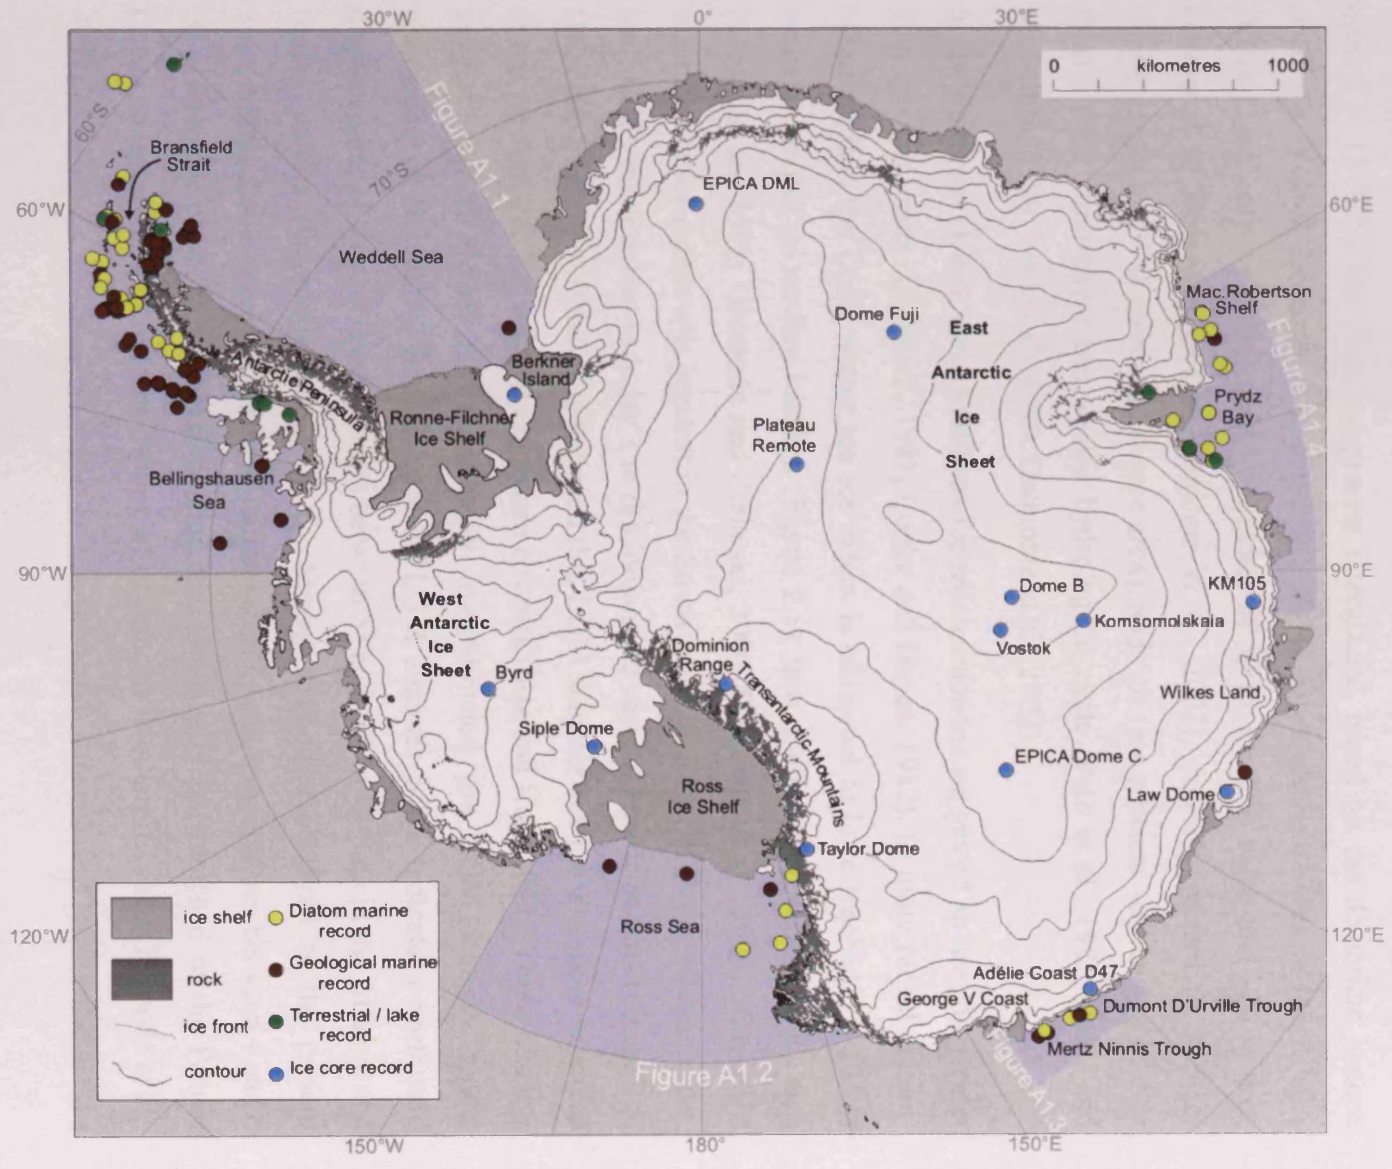 30°W
0°
30°E
0
kilometres
1000
Figure A1.1
60°S
Bransfield
Strait
70°S
EPICA DML
60°W
60°E
Weddell Sea
Mac.Robertson
Shelf
Dome Fuji
East
Antarctic
Ice
Sheet
Figure A1.4
Berkner
Island
Antarctic Peninsula
Prydz
Bay
Ronne-Filchner
Ice Shelf
Plateau
Remote
Bellingshausen
Sea
90°W
90°E
Dome B
KM105
West
Antarctic
Ice
Sheet
Komsomolskaia
Vostok
Dominion
Range
Byrd
Transantarctic Mountains
Wilkes Land
Siple Dome
EPICA Dome C
Ross
Ice Shelf
Law Dome
Taylor Dome
ice shelf
Diatom marine
record
Ross Sea
120°W
120°E
rock
Geological marine
record
Adélie Coast D47
George V Coast
Dumont D'Urville Trough
ice front
Terrestrial / lake
record
Mertz Ninnis Trough
contour
Ice core record
Figure A1.2
Figure A1.3
150°W
180°
150°E